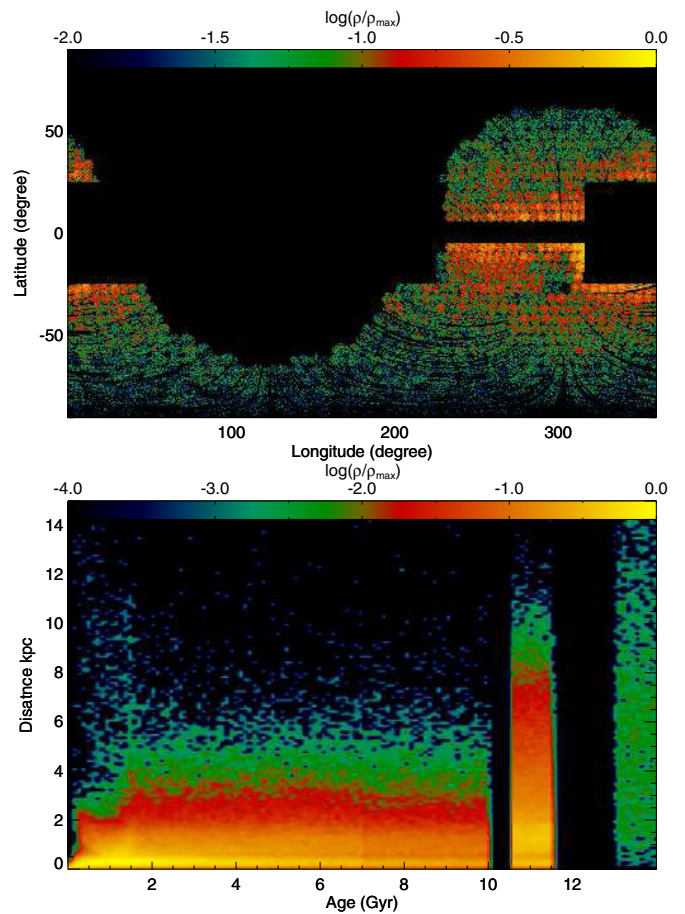 log(ρ/ρmax)
-2.0 -1.5 -1.0 -0.5 0.0
50
0
-50
Latitude (degree)
100 200 300
Longitude (degree)
log(ρ/ρmax)
-4.0 -3.0 -2.0 -1.0 0.0
14
12
10
8
6
4
2
0
Disatnce kpc
2 4 6 8 10 12
Age (Gyr)